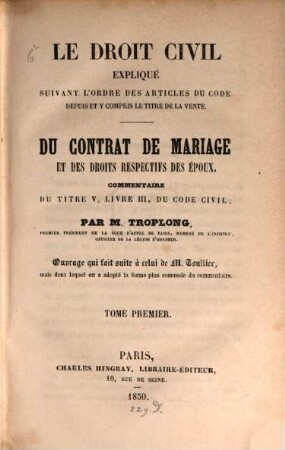 LE DROIT CIVIL
EXPLIQUÉ
SUIVANT L'ORDRE DES ARTICLES DU CODE
DEPUIS ET Y COMPRIS LE TITRE DE LA VENTE.
DU CONTRAT DE MARIAGE
ET DES DROITS RESPECTIFS DES ÉPOUX.
COMMENTAIRE
DU TITRE V, LIVRE III, DU CODE CIVIL;
PAR M. TROPLONG,
PREMIER PRÉSIDENT DE LA COUR D'APPEL DE PARIS, MEMBRE DE L'INSTITUT,
OFFICIER DE LA LÉGION D'HONNEUR.
Ouvrage qui fait suite à celui de M. Toullier,
mais dans lequel on a adopté la forme plus commode du commentaire.
TOME PREMIER.
PARIS,
CHARLES HINGRAY, LIBRAIRE-ÉDITEUR,
10, RUE DE SEINE.
1850.